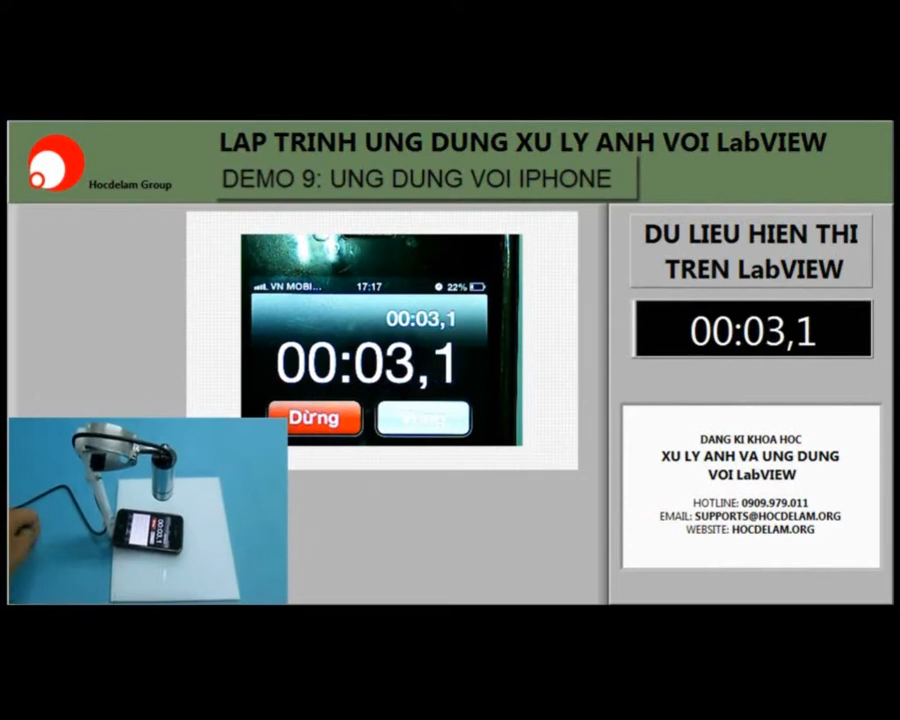 LAP TRINH UNG DUNG XU LY ANH VOI LabVIEW
Hocdelam Group
DEMO 9: UNG DUNG VOI IPHONE
VN MOBI... 17:17 22%
00:03,1
00:03,1
Dừng
DU LIEU HIEN THI
TREN LabVIEW
00:03,1
DANG KI KHOA HOC
XU LY ANH VA UNG DUNG
VOI LabVIEW
HOTLINE: 0909.979.011
EMAIL: SUPPORTS@HOCDELAM.ORG
WEBSITE: HOCDELAM.ORG
00:03,1